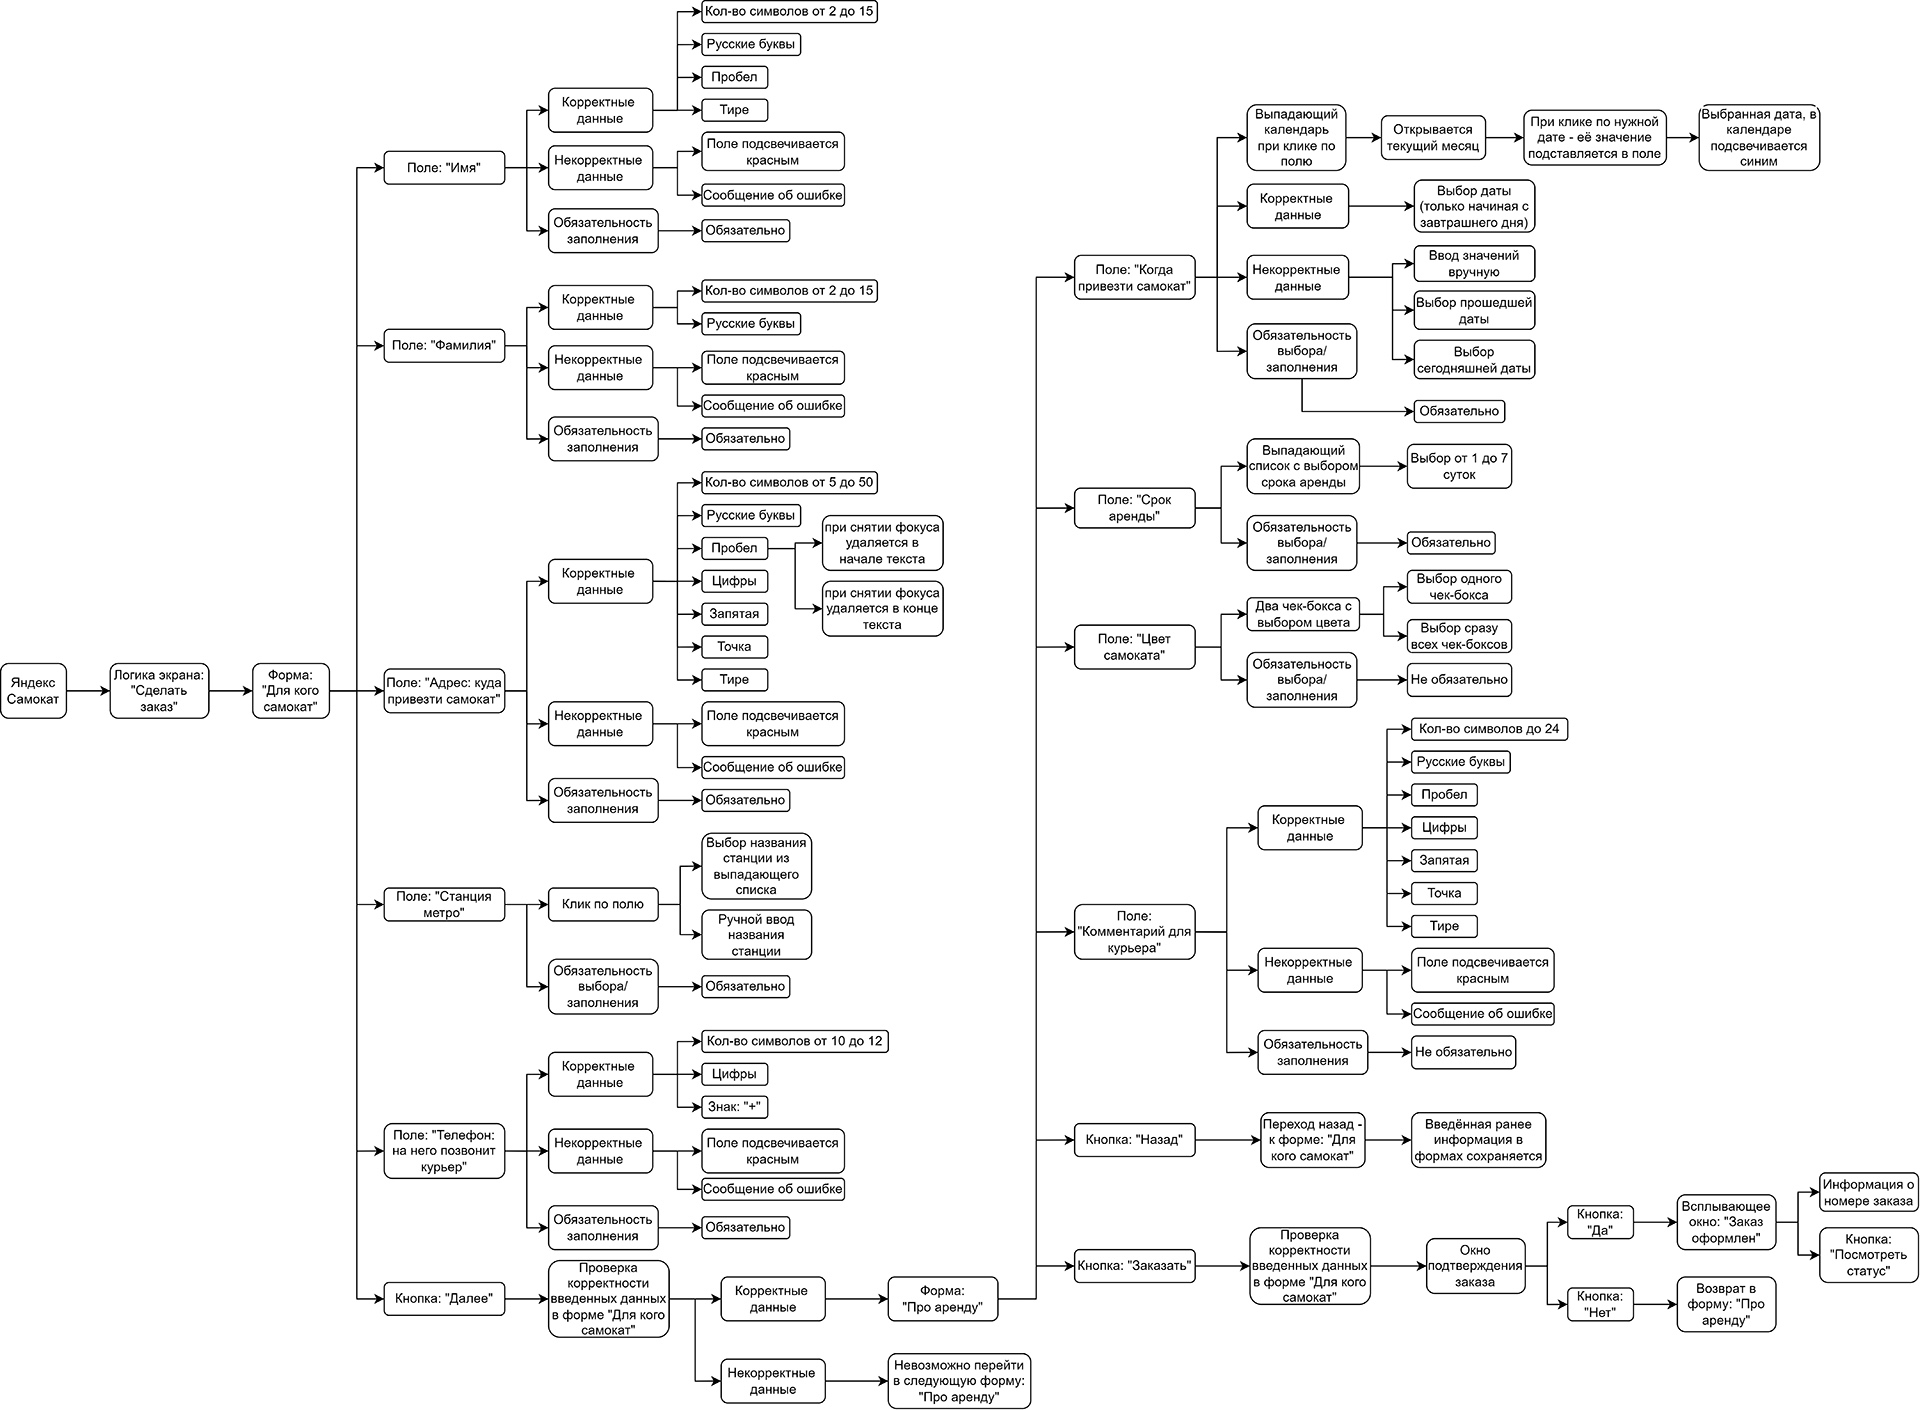 Яндекс
Самокат
Логика экрана:
"Сделать
заказ"
Форма:
"Для кого
самокат"
Поле: "Имя"
Корректные
данные
Кол-во символов от 2 до 15
Русские буквы
Пробел
Тире
Некорректные
данные
Поле подсвечивается
красным
Сообщение об ошибке
Обязательность
заполнения
Обязательно
Поле: "Фамилия"
Корректные
данные
Кол-во символов от 2 до 15
Русские буквы
Некорректные
данные
Поле подсвечивается
красным
Сообщение об ошибке
Обязательность
заполнения
Обязательно
Поле: "Адрес: куда
привезти самокат"
Корректные
данные
Кол-во символов от 5 до 50
Русские буквы
Пробел
при снятии фокуса
удаляется в
начале текста
при снятии фокуса
удаляется в конце
текста
Цифры
Запятая
Точка
Тире
Некорректные
данные
Поле подсвечивается
красным
Сообщение об ошибке
Обязательность
заполнения
Обязательно
Поле: "Станция
метро"
Клик по полю
Выбор названия
станции из
выпадающего
списка
Ручной ввод
названия
станции
Обязательность
выбора/
заполнения
Обязательно
Поле: "Телефон:
на него позвонит
курьер"
Корректные
данные
Кол-во символов от 10 до 12
Цифры
Знак: "+"
Некорректные
данные
Поле подсвечивается
красным
Сообщение об ошибке
Обязательность
заполнения
Обязательно
Кнопка: "Далее"
Проверка
корректности
введенных данных
в форме "Для кого
самокат"
Корректные
данные
Форма:
"Про аренду"
Некорректные
данные
Невозможно перейти
в следующую форму:
"Про аренду"
Поле: "Когда
привезти самокат"
Выпадающий
календарь
при клике по
полю
Открывается
текущий месяц
При клике по нужной
дате - её значение
подставляется в поле
Выбранная дата, в
календаре
подсвечивается
синим
Корректные
данные
Выбор даты
(только начиная с
завтрашнего дня)
Некорректные
данные
Ввод значений
вручную
Выбор прошедшей
даты
Выбор
сегодняшней даты
Обязательность
выбора/
заполнения
Обязательно
Поле: "Срок
аренды"
Выпадающий
список с выбором
срока аренды
Выбор от 1 до 7
суток
Обязательность
выбора/
заполнения
Обязательно
Поле: "Цвет
самоката"
Два чек-бокса с
выбором цвета
Выбор одного
чек-бокса
Выбор сразу
всех чек-боксов
Обязательность
выбора/
заполнения
Не обязательно
Поле:
"Комментарий для
курьера"
Корректные
данные
Кол-во символов до 24
Русские буквы
Пробел
Цифры
Запятая
Точка
Тире
Некорректные
данные
Поле подсвечивается
красным
Сообщение об ошибке
Обязательность
заполнения
Не обязательно
Кнопка: "Назад"
Переход назад -
к форме: "Для
кого самокат"
Введённая ранее
информация в
формах сохраняется
Кнопка: "Заказать"
Проверка
корректности
введенных данных
в форме "Для кого
самокат"
Окно
подтверждения
заказа
Кнопка:
"Да"
Всплывающее
окно: "Заказ
оформлен"
Информация о
номере заказа
Кнопка:
"Посмотреть
статус"
Кнопка:
"Нет"
Возврат в
форму: "Про
аренду"